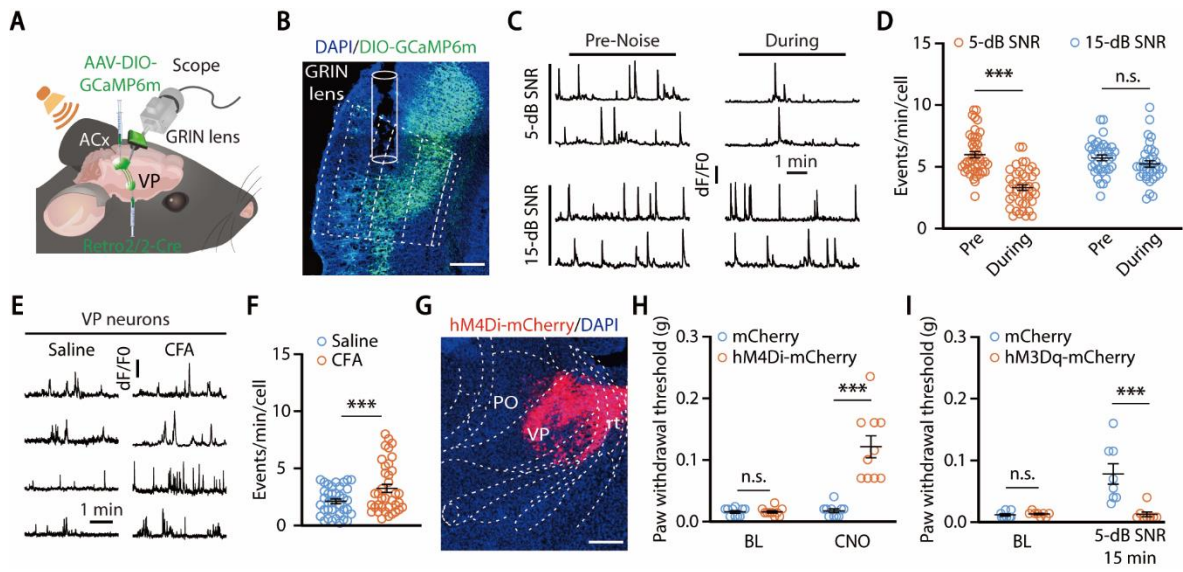 A
AAV-DIO-
GCaMP6m
Scope
GRIN lens
ACx
VP
Retro2/2-Cre
B
DAPI/DIO-GCaMP6m
GRIN
lens
C
Pre-Noise
During
5-dB SNR
15-dB SNR
dF/F0
1 min
D
5-dB SNR
15-dB SNR
***
n.s.
Events/min/cell
15
10
5
0
Pre
During
Pre
During
E
VP neurons
Saline
CFA
dF/F0
1 min
F
Saline
CFA
***
Events/min/cell
15
10
5
0
G
hM4Di-mCherry/DAPI
PO
VP
rt
H
mCherry
hM4Di-mCherry
***
n.s.
Paw withdrawal threshold (g)
0.3
0.2
0.1
0.0
BL
CNO
I
mCherry
hM3Dq-mCherry
***
n.s.
Paw withdrawal threshold (g)
0.3
0.2
0.1
0.0
BL
5-dB SNR
15 min